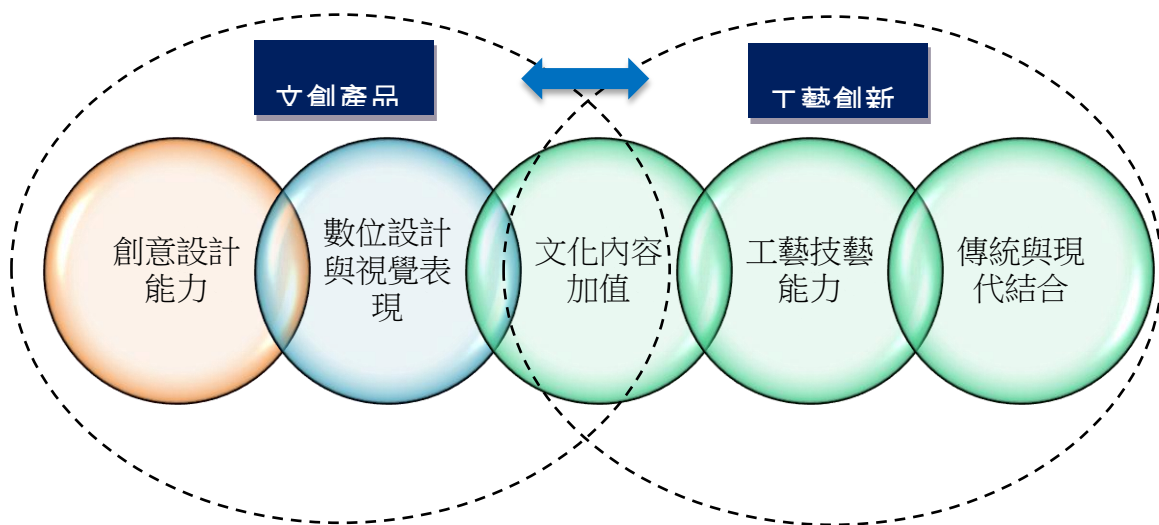 文創產品
工藝創新
創意設計
能力
數位設計
與視覺表
現
文化內容
加值
工藝技藝
能力
傳統與現
代結合